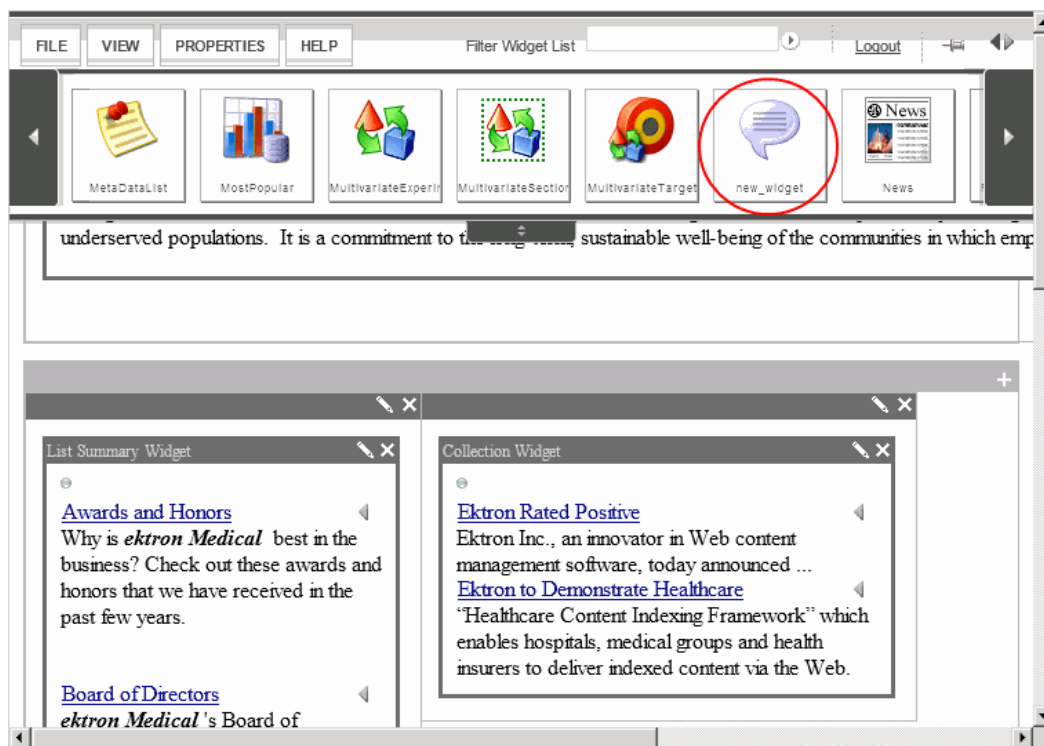 FILE VIEW PROPERTIES HELP Filter Widget List Logout
News
MetaDataList MostPopular MultivariateExperin MultivariateSection MultivariateTarget new_widget News
underserved populations. It is a commitment to the long-term, sustainable well-being of the communities in which emp
List Summary Widget
Awards and Honors
Why is ektron Medical best in the
business? Check out these awards and
honors that we have received in the
past few years.
Board of Directors
ektron Medical 's Board of
Collection Widget
Ektron Rated Positive
Ektron Inc., an innovator in Web content
management software, today announced ...
Ektron to Demonstrate Healthcare
“Healthcare Content Indexing Framework” which
enables hospitals, medical groups and health
insurers to deliver indexed content via the Web.